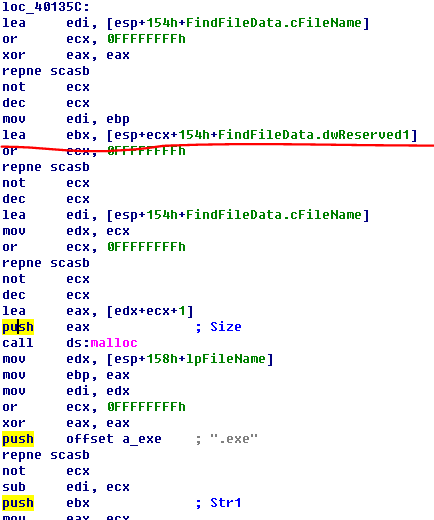 loc_40135C:
lea edi, [esp+154h+FindFileData.cFileName]
or ecx, 0FFFFFFFFh
xor eax, eax
repne scasb
not ecx
dec ecx
mov edi, ebp
lea ebx, [esp+ecx+154h+FindFileData.dwReserved1]
or ecx, 0FFFFFFFFh
repne scasb
not ecx
dec ecx
lea edi, [esp+154h+FindFileData.cFileName]
mov edx, ecx
or ecx, 0FFFFFFFFh
repne scasb
not ecx
dec ecx
lea eax, [edx+ecx+1]
push eax ; Size
call ds:malloc
mov edx, [esp+158h+lpFileName]
mov ebp, eax
mov edi, edx
or ecx, 0FFFFFFFFh
xor eax, eax
push offset a_exe ; ".exe"
repne scasb
not ecx
sub edi, ecx
push ebx ; Str1
mov eax, ecx